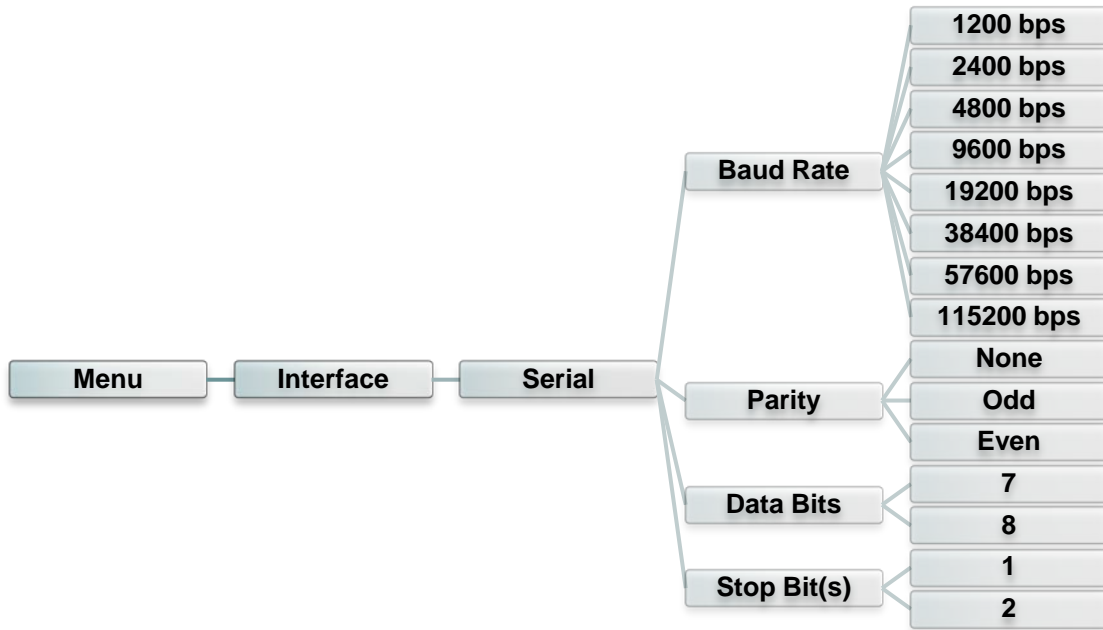 Menu
Interface
Serial
Baud Rate
1200 bps
2400 bps
4800 bps
9600 bps
19200 bps
38400 bps
57600 bps
115200 bps
Parity
None
Odd
Even
Data Bits
7
8
Stop Bit(s)
1
2